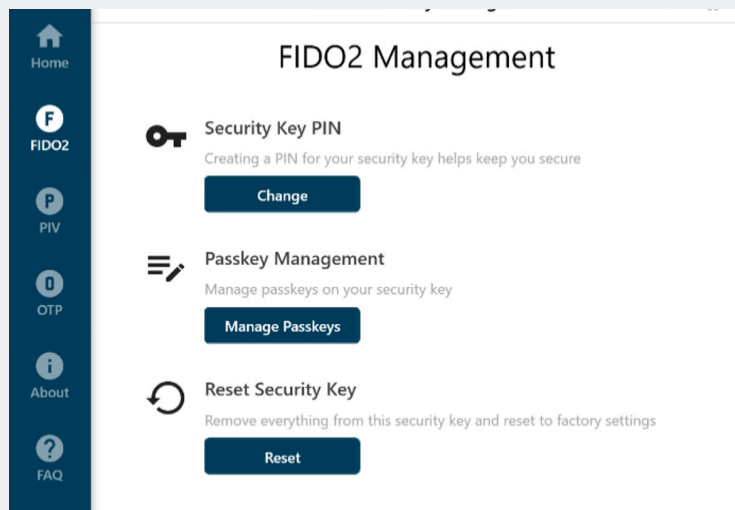 FIDO2 Management
Home
F
FIDO2
P
PIV
O
OTP
i
About
?
FAQ
Security Key PIN
Creating a PIN for your security key helps keep you secure
Change
Passkey Management
Manage passkeys on your security key
Manage Passkeys
Reset Security Key
Remove everything from this security key and reset to factory settings
Reset